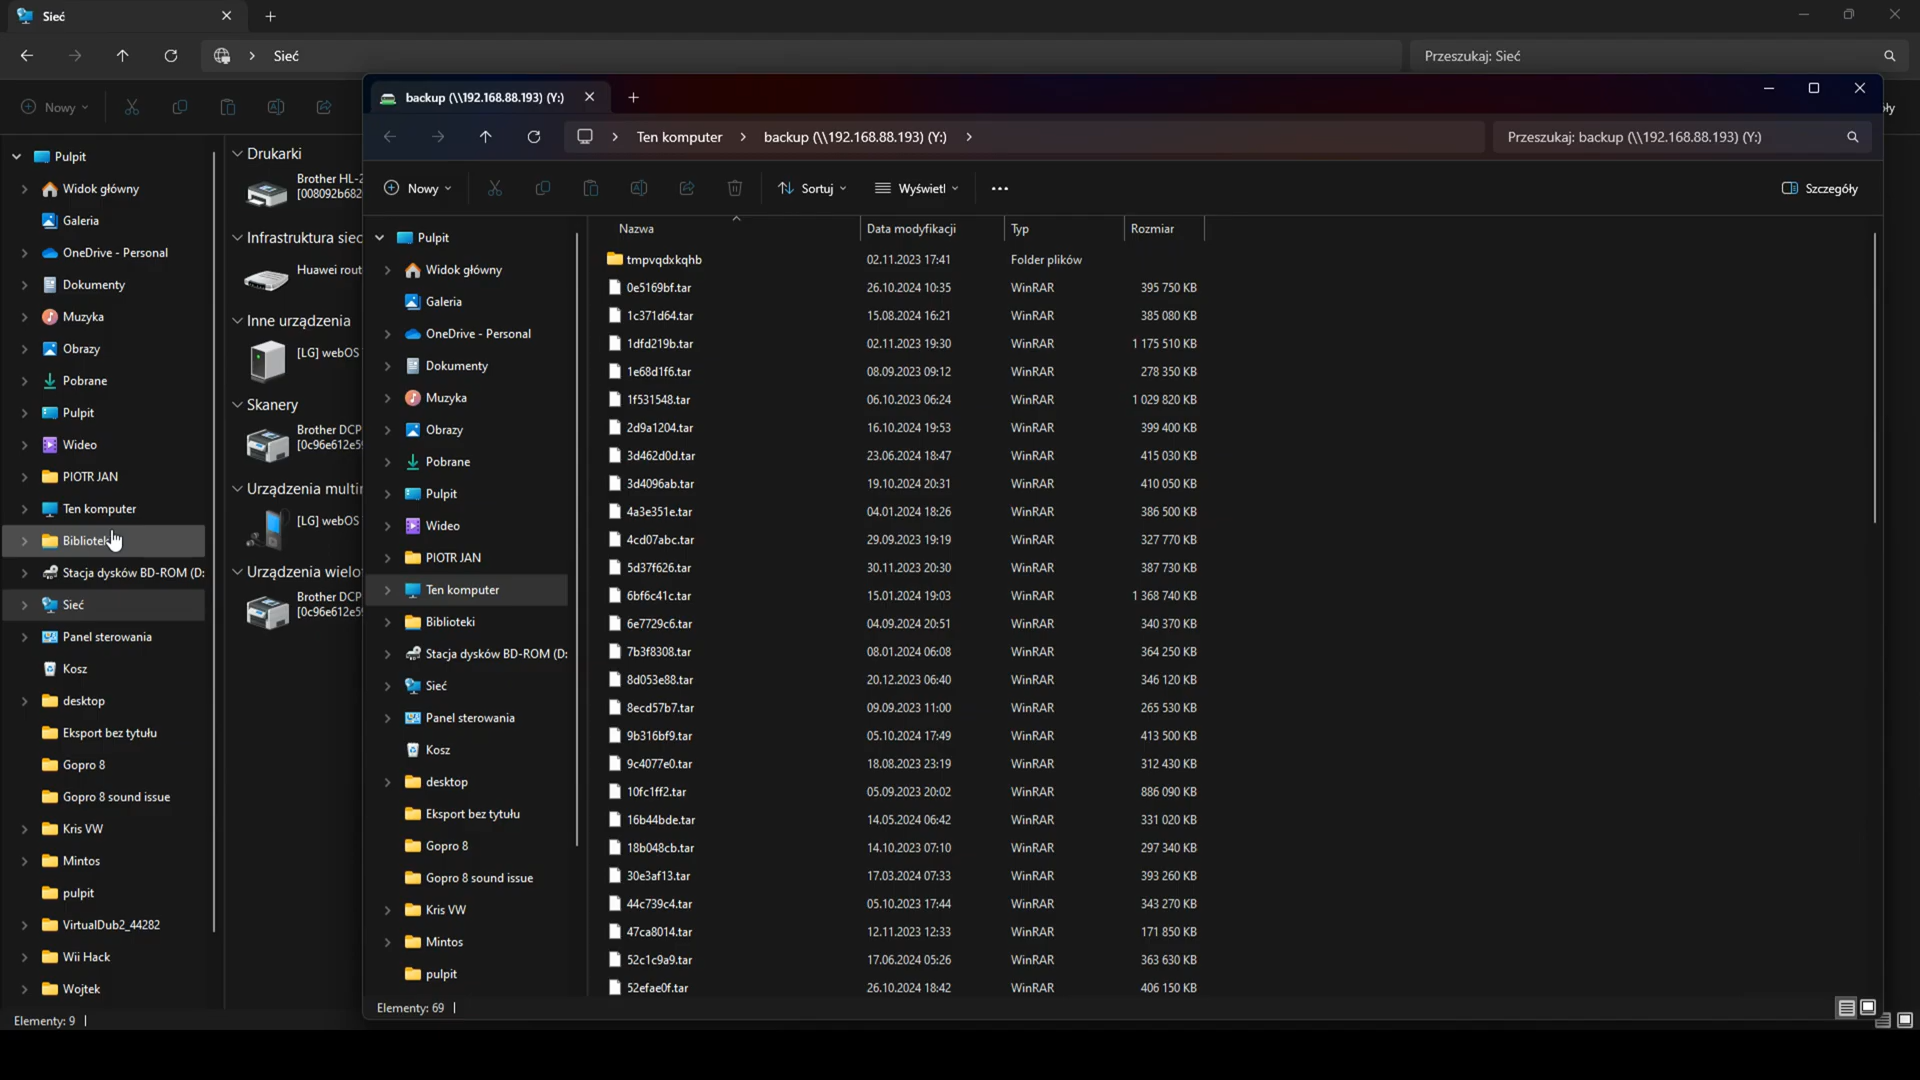 Sieć
Sieć
Przeszukaj: Sieć
Nowy
Pulpit
Widok główny
Galeria
OneDrive - Personal
Dokumenty
Muzyka
Obrazy
Pobrane
Pulpit
Wideo
PIOTR JAN
Ten komputer
Stacja dysków BD-ROM (D:
Sieć
Panel sterowania
Kosz
desktop
Eksport bez tytułu
Gopro 8
Gopro 8 sound issue
Kris VW
Mintos
pulpit
VirtualDub2_44282
Wii Hack
Wojtek
Elementy: 9
Drukarki
Brother HL-2
[008092b682
Infrastruktura siec
Huawei rout
Inne urządzenia
[LG] webOS
Skanery
Brother DCP
[0c96e612e5
Urządzenia multi
[LG] webOS
Urządzenia wielo
Brother DCP
[0c96e612e5
backup (\\192.168.88.193) (Y:)
Ten komputer
backup (\\192.168.88.193) (Y:)
Przeszukaj: backup (\\192.168.88.193) (Y:)
Nowy
Sortuj
Wyświetl
Szczegóły
Pulpit
Widok główny
Galeria
OneDrive - Personal
Dokumenty
Muzyka
Obrazy
Pobrane
Pulpit
Wideo
PIOTR JAN
Ten komputer
Biblioteki
Stacja dysków BD-ROM (D:
Sieć
Panel sterowania
Kosz
desktop
Eksport bez tytułu
Gopro 8
Gopro 8 sound issue
Kris VW
Mintos
pulpit
Elementy: 69
Nazwa Data modyfikacji Typ Rozmiar
tmpvqdxkqhb 02.11.2023 17:41 Folder plików
0e5169bf.tar 26.10.2024 10:35 WinRAR 395 750 KB
1c371d64.tar 15.08.2024 16:21 WinRAR 385 080 KB
1dfd219b.tar 02.11.2023 19:30 WinRAR 1 175 510 KB
1e68d1f6.tar 08.09.2023 09:12 WinRAR 278 350 KB
1f531548.tar 06.10.2023 06:24 WinRAR 1 029 820 KB
2d9a1204.tar 16.10.2024 19:53 WinRAR 399 400 KB
3d462d0d.tar 23.06.2024 18:47 WinRAR 415 030 KB
3d4096ab.tar 19.10.2024 20:31 WinRAR 410 050 KB
4a3e351e.tar 04.01.2024 18:26 WinRAR 386 500 KB
4cd07abc.tar 29.09.2023 19:19 WinRAR 327 770 KB
5d37f626.tar 30.11.2023 20:30 WinRAR 387 730 KB
6bf6c41c.tar 15.01.2024 19:03 WinRAR 1 368 740 KB
6e7729c6.tar 04.09.2024 20:51 WinRAR 340 370 KB
7b3f8308.tar 08.01.2024 06:08 WinRAR 364 250 KB
8d053e88.tar 20.12.2023 06:40 WinRAR 346 120 KB
8ecd57b7.tar 09.09.2023 11:00 WinRAR 265 530 KB
9b316bf9.tar 05.10.2024 17:49 WinRAR 413 500 KB
9c4077e0.tar 18.08.2023 23:19 WinRAR 312 430 KB
10fc1ff2.tar 05.09.2023 20:02 WinRAR 886 090 KB
16b44bde.tar 14.05.2024 06:42 WinRAR 331 020 KB
18b048cb.tar 14.10.2023 07:10 WinRAR 297 340 KB
30e3af13.tar 17.03.2024 07:33 WinRAR 393 260 KB
44c739c4.tar 05.10.2023 17:44 WinRAR 343 270 KB
47ca8014.tar 12.11.2023 12:33 WinRAR 171 850 KB
52c1c9a9.tar 17.06.2024 05:26 WinRAR 363 630 KB
52efae0f.tar 26.10.2024 18:42 WinRAR 406 150 KB